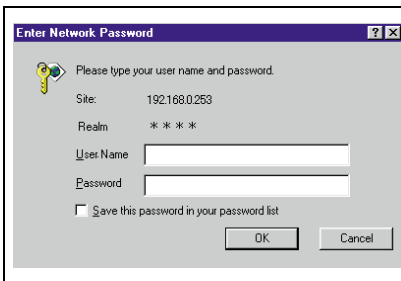 Enter Network Password
Please type your user name and password.
Site: 192.168.0.253
Realm ****
User Name
Password
Save this password in your password list
OK Cancel